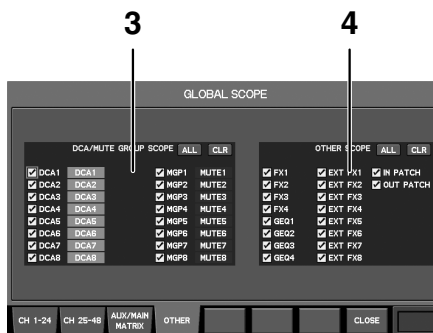 3 4
GLOBAL SCOPE
DCA/MUTE GROUP SCOPE ALL CLR
DCA1 DCA1 MGP1 MUTE1
DCA2 DCA2 MGP2 MUTE2
DCA3 DCA3 MGP3 MUTE3
DCA4 DCA4 MGP4 MUTE4
DCA5 DCA5 MGP5 MUTE5
DCA6 DCA6 MGP6 MUTE6
DCA7 DCA7 MGP7 MUTE7
DCA8 DCA8 MGP8 MUTE8
OTHER SCOPE ALL CLR
FX1 EXT FX1 IN PATCH
FX2 EXT FX2 OUT PATCH
FX3 EXT FX3
FX4 EXT FX4
GEQ1 EXT FX5
GEQ2 EXT FX6
GEQ3 EXT FX7
GEQ4 EXT FX8
CH 1-24 CH 25-48 AUX/MAIN MATRIX OTHER CLOSE